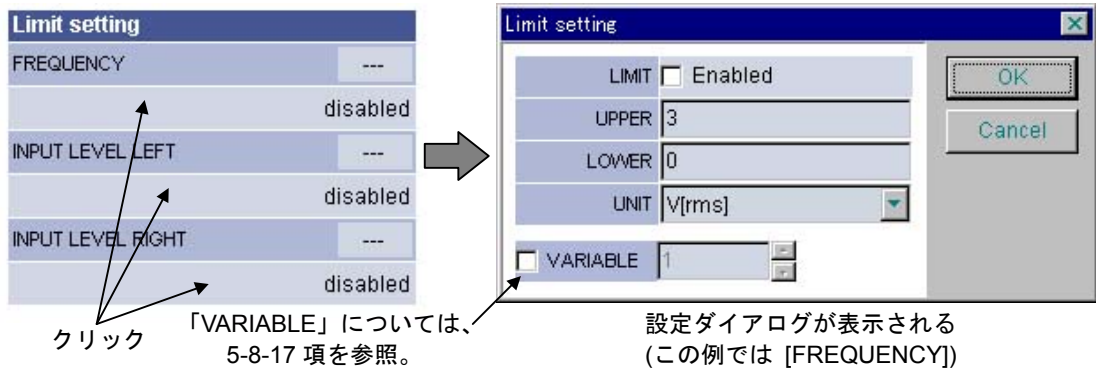 Limit setting
FREQUENCY ---
disabled
INPUT LEVEL LEFT ---
disabled
INPUT LEVEL RIGHT ---
disabled
クリック
「VARIABLE」については、
5-8-17 項を参照。
Limit setting
LIMIT Enabled
UPPER 3
LOWER 0
UNIT V[rms]
VARIABLE 1
OK
Cancel
設定ダイアログが表示される
(この例では [FREQUENCY])